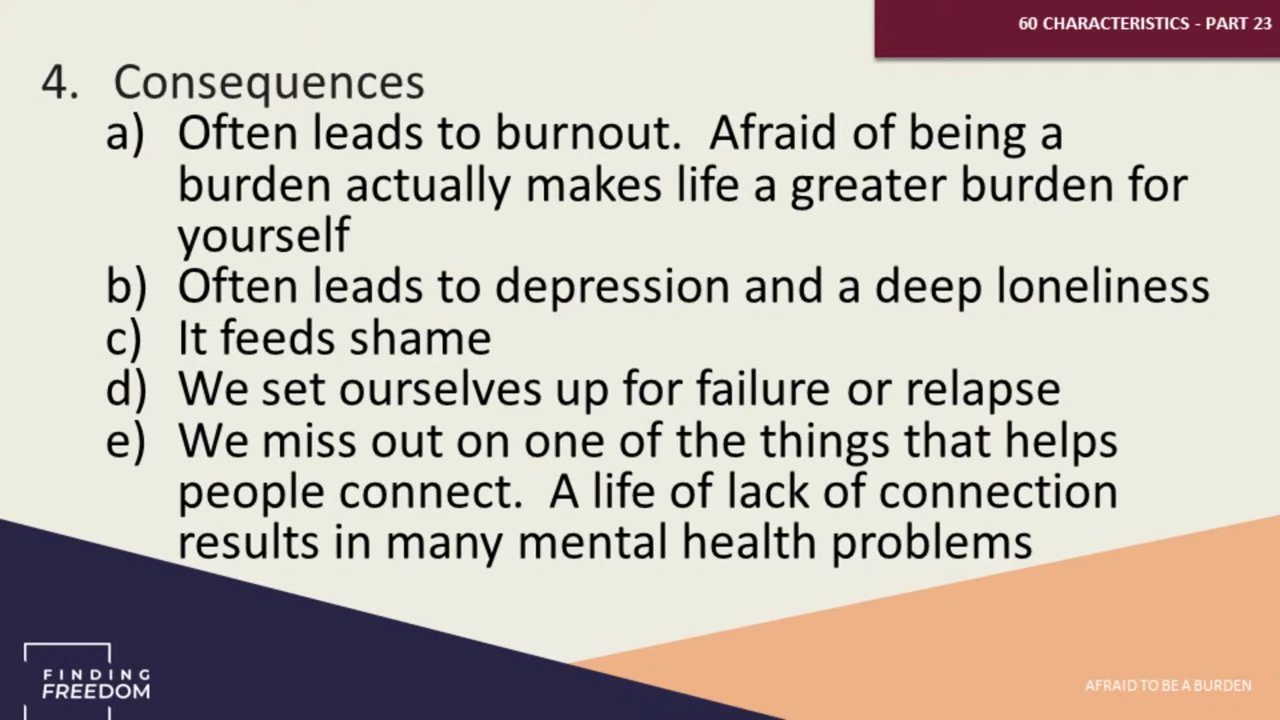 60 CHARACTERISTICS - PART 23
4. Consequences
a) Often leads to burnout. Afraid of being a
burden actually makes life a greater burden for
yourself
b) Often leads to depression and a deep loneliness
c) It feeds shame
d) We set ourselves up for failure or relapse
e) We miss out on one of the things that helps
people connect. A life of lack of connection
results in many mental health problems
FINDING
FREEDOM
AFRAID TO BE A BURDEN